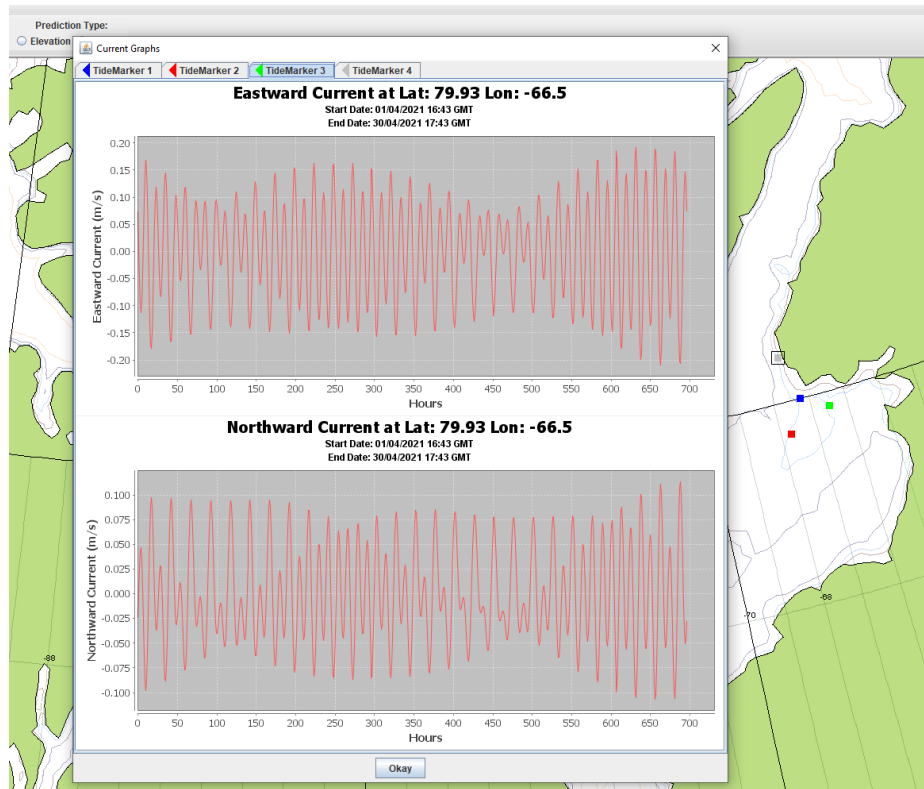 Prediction Type:
Elevation
Current Graphs
TideMarker 1 TideMarker 2 TideMarker 3 TideMarker 4
Eastward Current at Lat: 79.93 Lon: -66.5
Start Date: 01/04/2021 16:43 GMT
End Date: 30/04/2021 17:43 GMT
Eastward Current (m/s)
0.20
0.15
0.10
0.05
0.00
-0.05
-0.10
-0.15
-0.20
0 50 100 150 200 250 300 350 400 450 500 550 600 650 700
Hours
Northward Current at Lat: 79.93 Lon: -66.5
Start Date: 01/04/2021 16:43 GMT
End Date: 30/04/2021 17:43 GMT
Northward Current (m/s)
0.100
0.075
0.050
0.025
0.000
-0.025
-0.050
-0.075
-0.100
0 50 100 150 200 250 300 350 400 450 500 550 600 650 700
Hours
Okay
-88
-70
-68